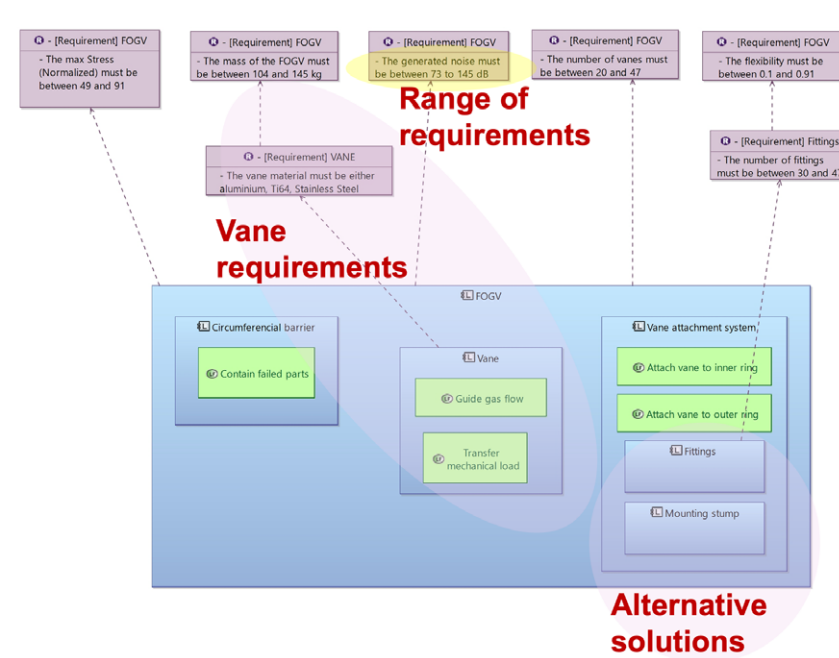 - [Requirement] FOGV
- The max Stress
(Normalized) must be
between 49 and 91
- [Requirement] FOGV
- The mass of the FOGV must
be between 104 and 145 kg
- [Requirement] FOGV
- The generated noise must
be between 73 to 145 dB
- [Requirement] FOGV
- The number of vanes must
be between 20 and 47
- [Requirement] FOGV
- The flexibility must be
between 0.1 and 0.91
Range of
requirements
- [Requirement] VANE
- The vane material must be either
aluminium, Ti64, Stainless Steel
- [Requirement] Fittings
- The number of fittings
must be between 30 and
Vane
requirements
FOGV
Circumferencial barrier
Contain failed parts
Vane
Guide gas flow
Transfer
mechanical load
Vane attachment system
Attach vane to inner ring
Attach vane to outer ring
Fittings
Mounting stump
Alternative
solutions